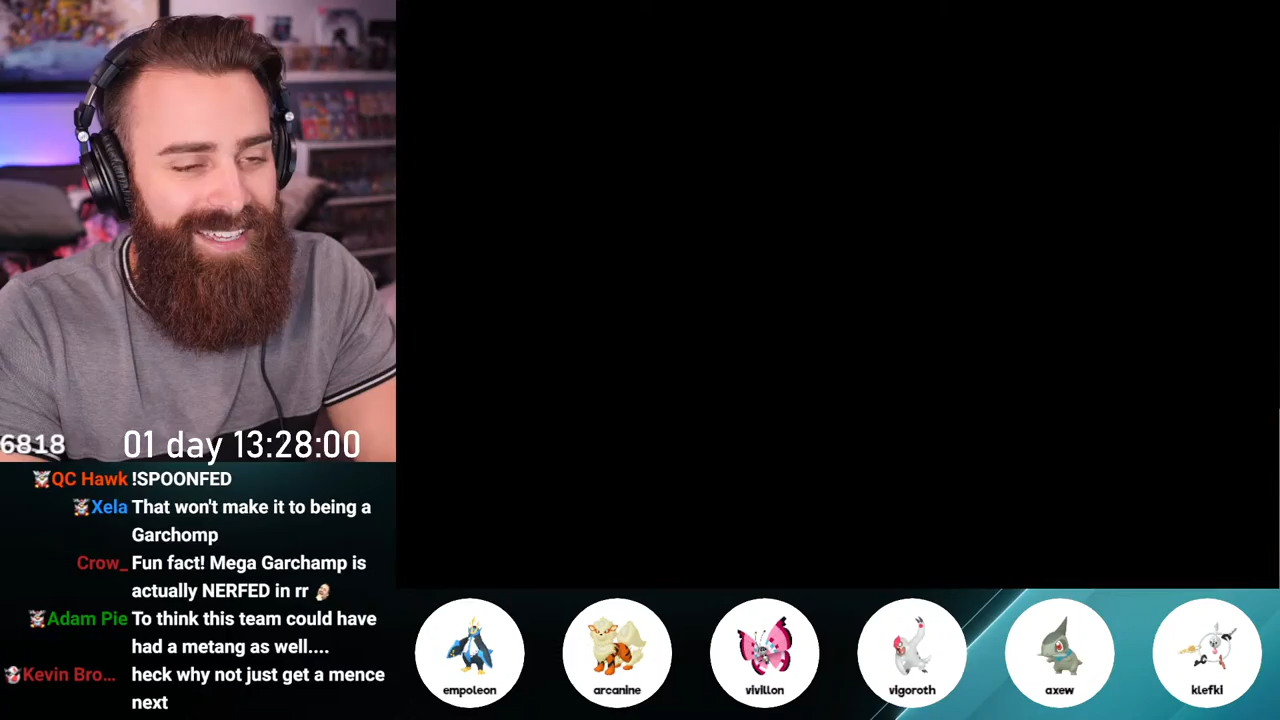 6818 01 day 13:28:00
QC Hawk !SPOONFED
Xela That won't make it to being a
Garchomp
Crow_ Fun fact! Mega Garchamp is
actually NERFED in rr
Adam Pie To think this team could have
had a metang as well....
Kevin Bro... heck why not just get a mence
next
empoleon arcanine vivillon vigoroth axew klefki